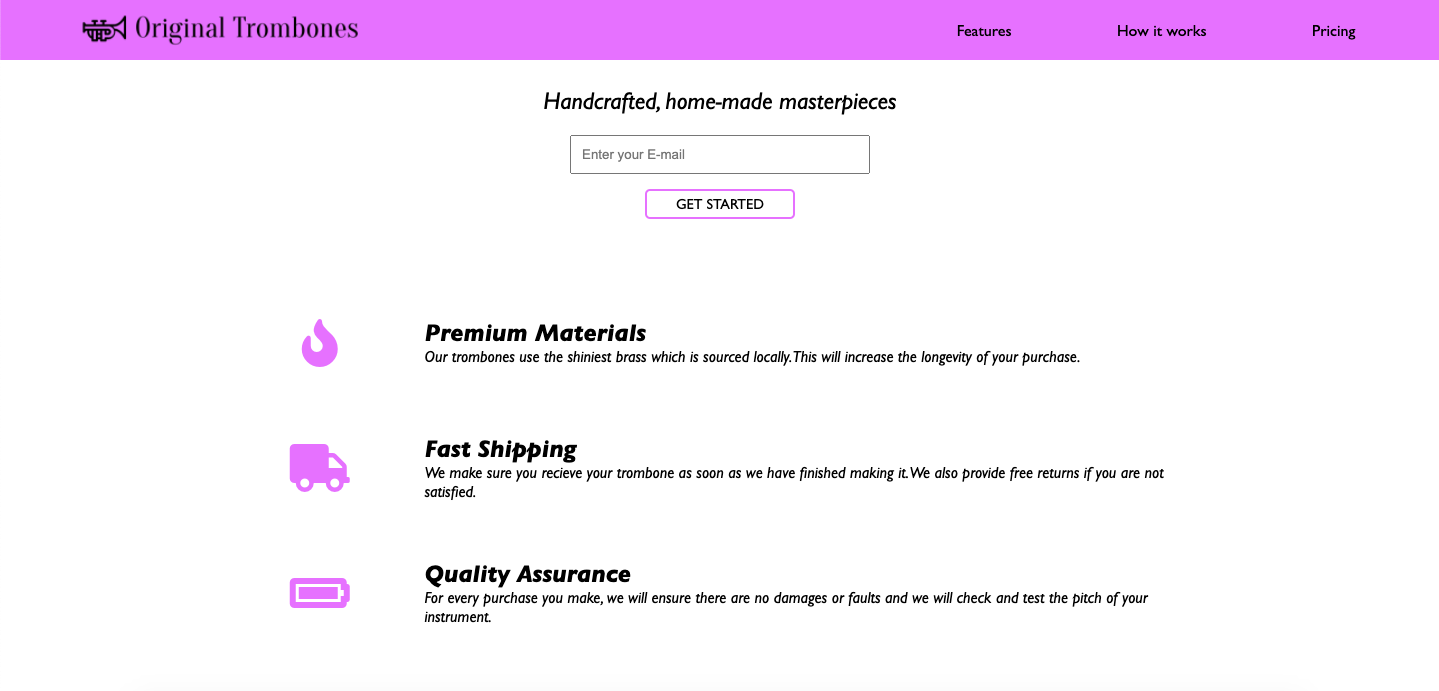 Original Trombones
Features
How it works
Pricing
Handcrafted, home-made masterpieces
Enter your E-mail
GET STARTED
Premium Materials
Our trombones use the shiniest brass which is sourced locally. This will increase the longevity of your purchase.
Fast Shipping
We make sure you recieve your trombone as soon as we have finished making it. We also provide free returns if you are not
satisfied.
Quality Assurance
For every purchase you make, we will ensure there are no damages or faults and we will check and test the pitch of your
instrument.